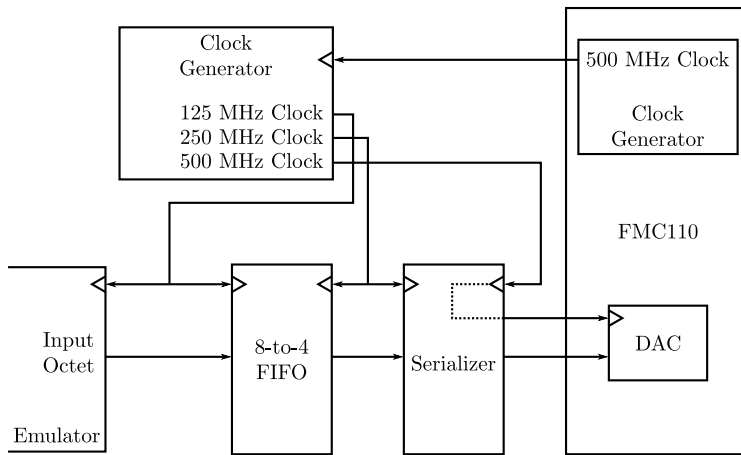 Clock
Generator
125 MHz Clock
250 MHz Clock
500 MHz Clock
500 MHz Clock
Clock
Generator
FMC110
Input
Octet
Emulator
8-to-4
FIFO
Serializer
DAC